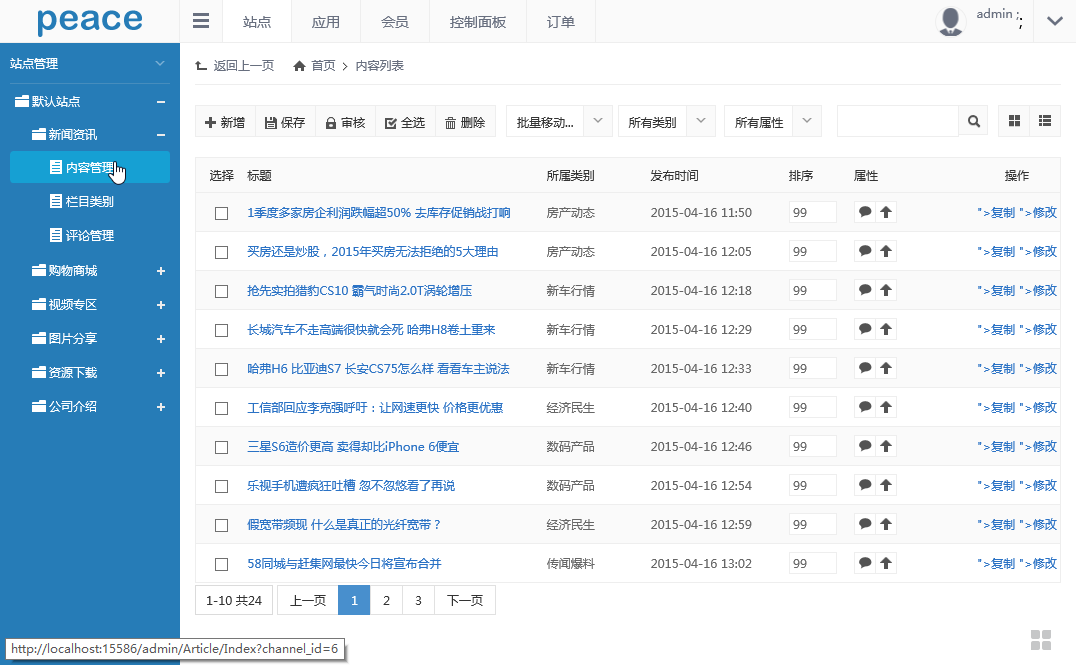 peace 站点 应用 会员 控制面板 订单 admin ; ;
站点管理
默认站点
新闻资讯
内容管理
栏目类别
评论管理
购物商城
视频专区
图片分享
资源下载
公司介绍
返回上一页 首页 内容列表
新增 保存 审核 全选 删除 批量移动... 所有类别 所有属性
选择 标题 所属类别 发布时间 排序 属性 操作
1季度多家房企利润跌幅超50% 去库存促销战打响 房产动态 2015-04-16 11:50 99 ">复制 ">修改
买房还是炒股，2015年买房无法拒绝的5大理由 房产动态 2015-04-16 12:05 99 ">复制 ">修改
抢先实拍猎豹CS10 霸气时尚2.0T涡轮增压 新车行情 2015-04-16 12:18 99 ">复制 ">修改
长城汽车不走高端很快就会死 哈弗H8卷土重来 新车行情 2015-04-16 12:29 99 ">复制 ">修改
哈弗H6 比亚迪S7 长安CS75怎么样 看看车主说法 新车行情 2015-04-16 12:33 99 ">复制 ">修改
工信部回应李克强呼吁：让网速更快 价格更优惠 经济民生 2015-04-16 12:40 99 ">复制 ">修改
三星S6造价更高 卖得却比iPhone 6便宜 数码产品 2015-04-16 12:46 99 ">复制 ">修改
乐视手机遭疯狂吐槽 忽不忽悠看了再说 数码产品 2015-04-16 12:54 99 ">复制 ">修改
假宽带频现 什么是真正的光纤宽带？ 经济民生 2015-04-16 12:59 99 ">复制 ">修改
58同城与赶集网最快今日将宣布合并 传闻爆料 2015-04-16 13:02 99 ">复制 ">修改
1-10 共24 上一页 1 2 3 下一页
http://localhost:15586/admin/Article/Index?channel_id=6